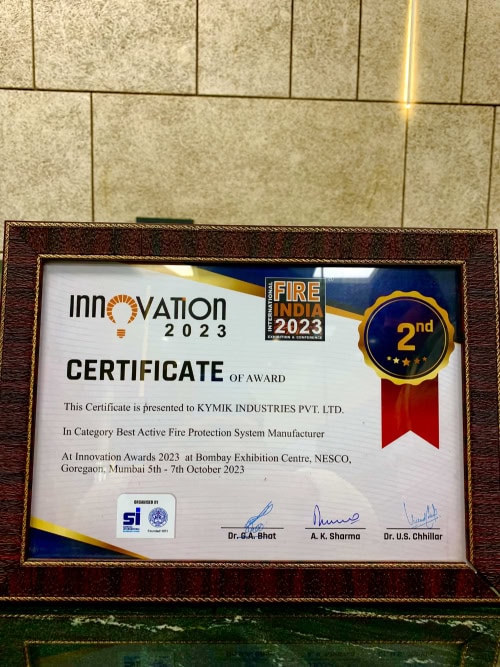 INNOVATION
2023
INTERNATIONAL
FIRE
INDIA
2023
EXHIBITION & CONFERENCE
2nd
CERTIFICATE OF AWARD
This Certificate is presented to KYMIK INDUSTRIES PVT. LTD.
In Category Best Active Fire Protection System Manufacturer
At Innovation Awards 2023 at Bombay Exhibition Centre, NESCO,
Goregaon, Mumbai 5th - 7th October 2023
ORGANISED BY
si
Dr. G.A. Bhat
A. K. Sharma
Dr. U.S. Chhillar